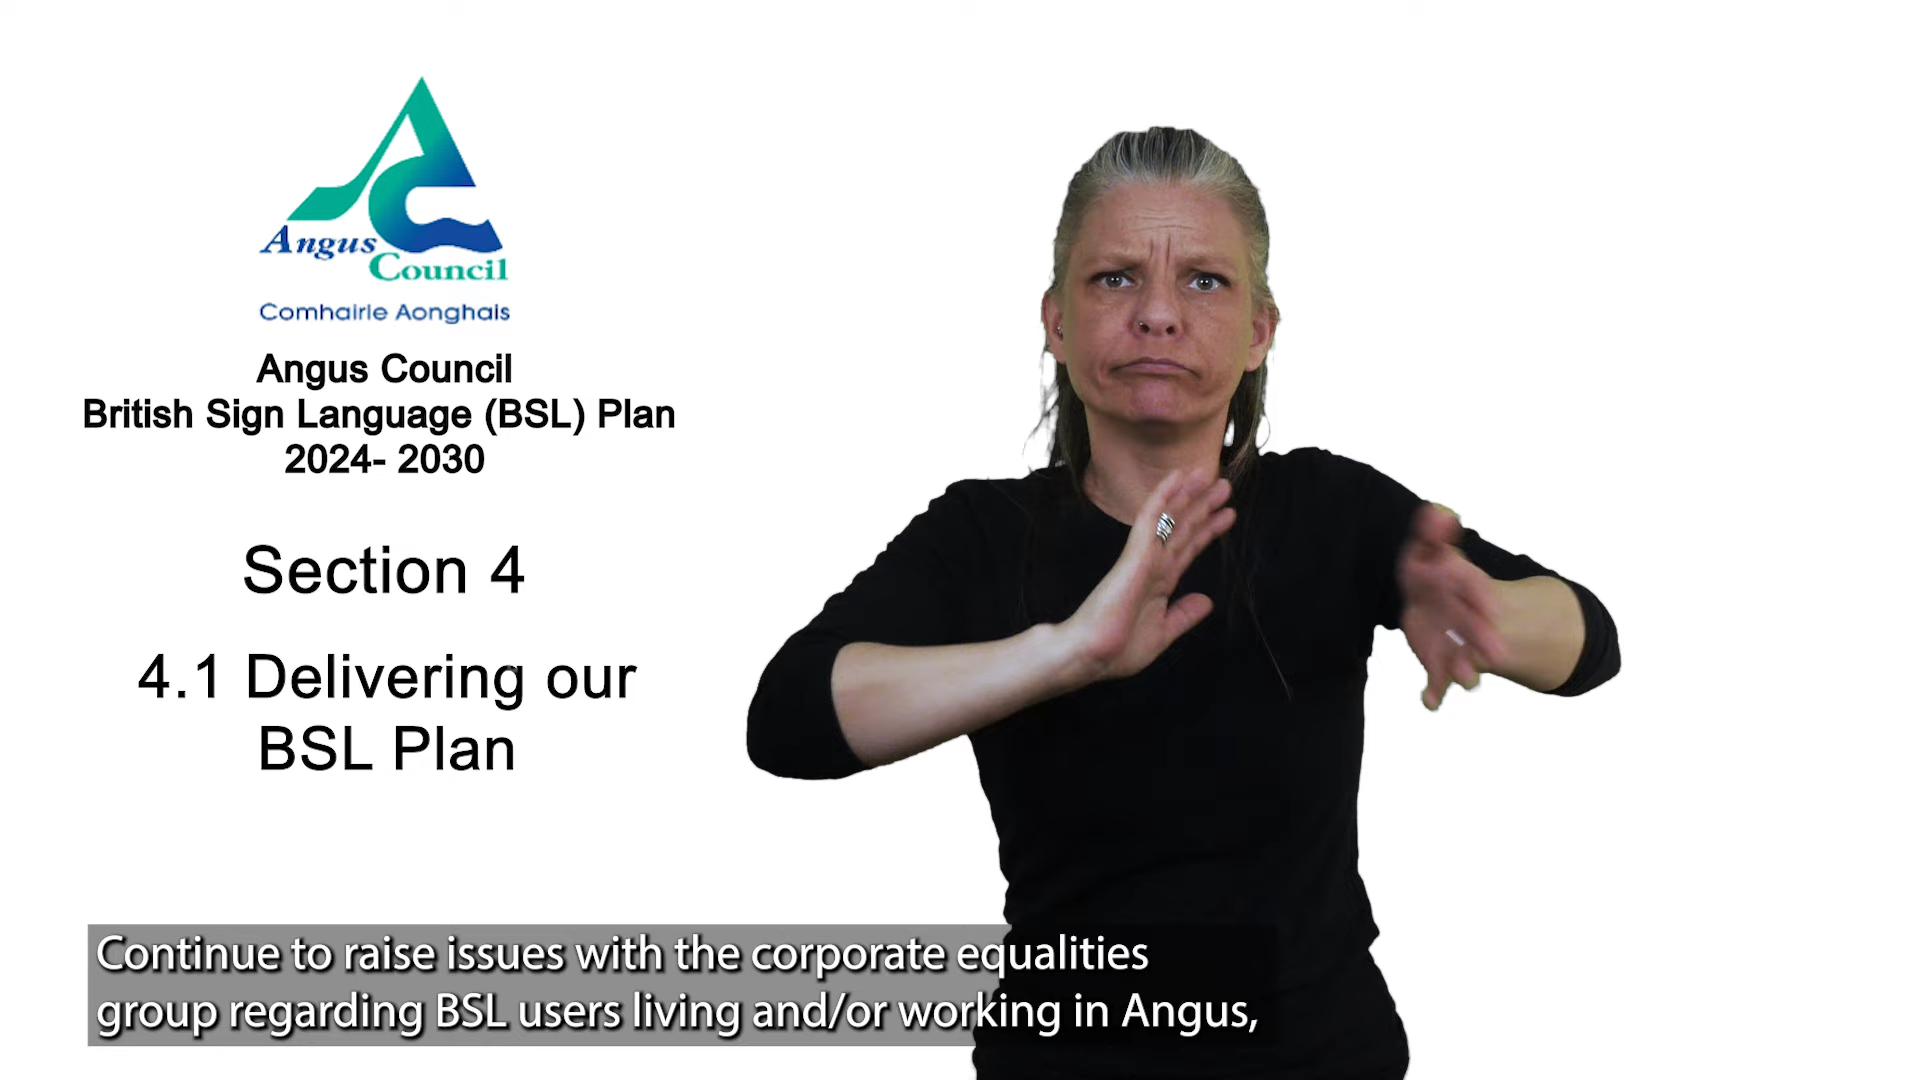 Angus
Council
Comhairle Aonghais
Angus Council
British Sign Language (BSL) Plan
2024- 2030
Section 4
4.1 Delivering our
BSL Plan
Continue to raise issues with the corporate equalities
group regarding BSL users living and/or working in Angus,